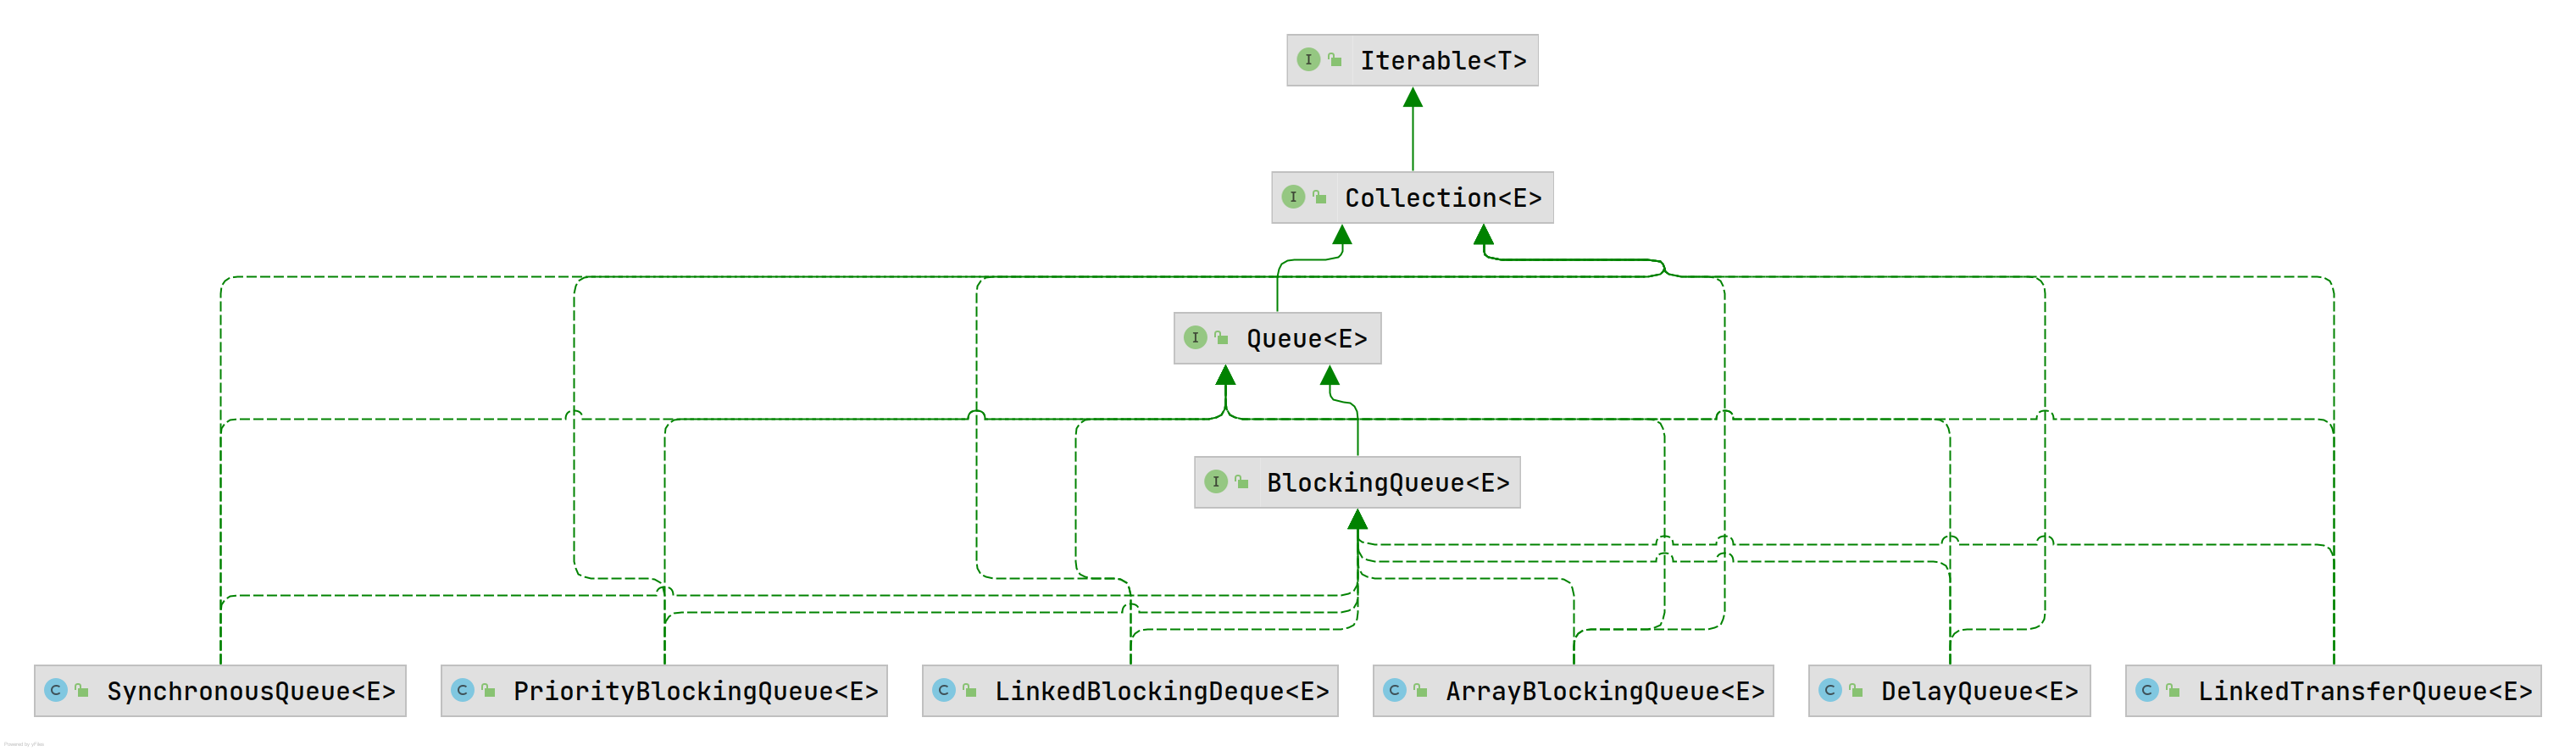 Iterable<T>
Collection<E>
Queue<E>
BlockingQueue<E>
SynchronousQueue<E>
PriorityBlockingQueue<E>
LinkedBlockingDeque<E>
ArrayBlockingQueue<E>
DelayQueue<E>
LinkedTransferQueue<E>
Powered by yFiles